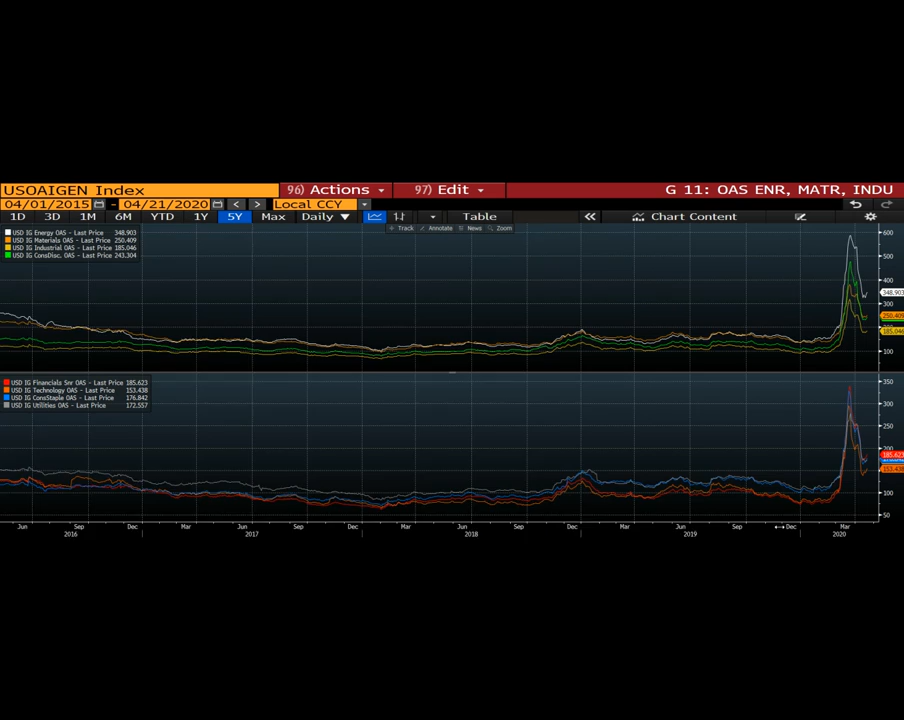 USOAIGEN Index 96) Actions 97) Edit G 11: OAS ENR, MATR, INDU
04/01/2015 - 04/21/2020 < > Local CCY
1D 3D 1M 6M YTD 1Y 5Y Max Daily Table Chart Content
Track Annotate News Zoom
USD IG Energy OAS - Last Price 348.903
USD IG Materials OAS - Last Price 250.409
USD IG Industrial OAS - Last Price 185.046
USD IG ConsDisc. OAS - Last Price 243.304
600
500
400
348.903
250.409
185.046
100
USD IG Financials Snr OAS - Last Price 185.623
USD IG Technology OAS - Last Price 153.438
USD IG ConsStaple OAS - Last Price 176.842
USD IG Utilities OAS - Last Price 172.557
350
300
250
200
185.623
153.438
100
50
Jun Sep Dec Mar Jun Sep Dec Mar Jun Sep Dec Mar Jun Sep Dec Mar
2016 2017 2018 2019 2020